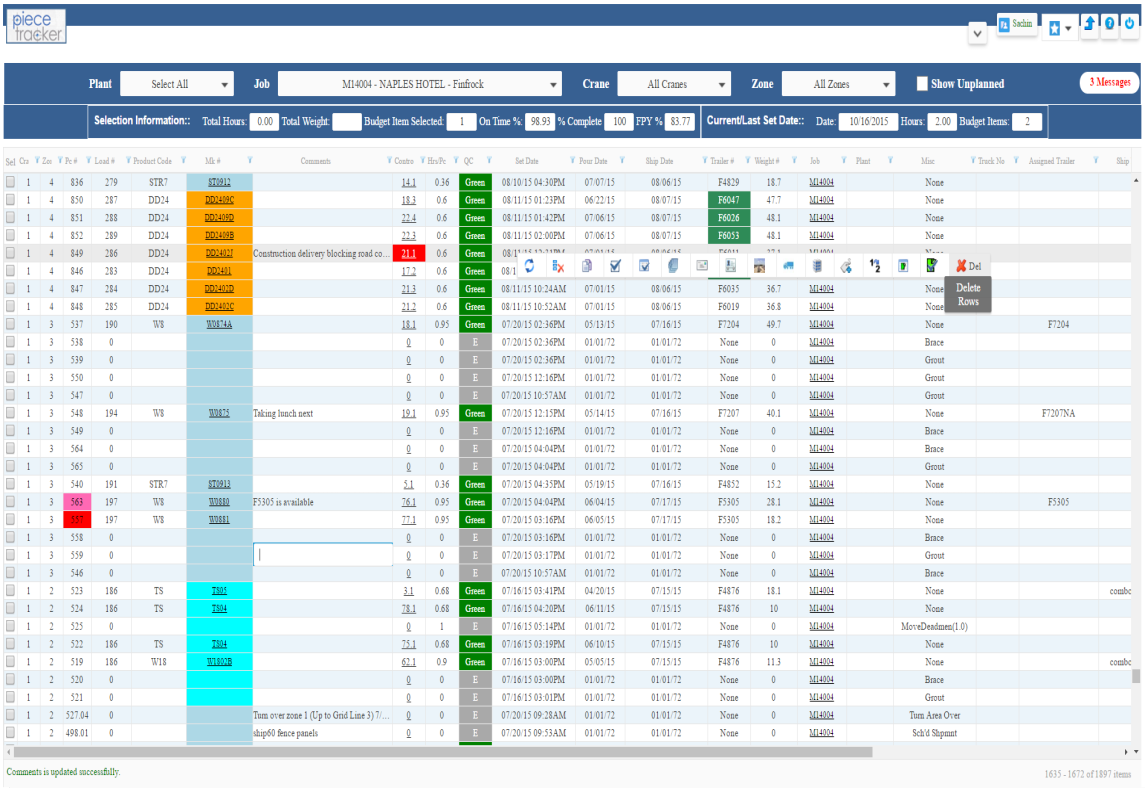 piece
tracker
Sachin
Plant Select All Job M14004 - NAPLES HOTEL - Finfrock Crane All Cranes Zone All Zones Show Unplanned 3 Messages
Selection Information:: Total Hours: 0.00 Total Weight: Budget Item Selected: 1 On Time %: 98.93 % Complete 100 FPY % 83.77 Current/Last Set Date:: Date: 10/16/2015 Hours: 2.00 Budget Items: 2
Sel Crs Zns Pc # Load # Product Code Mk # Comments Contro Hrs/Pc QC Set Date Pour Date Ship Date Trailer # Weight # Job Plant Misc Truck No Assigned Trailer Ship
1 4 836 279 STR7 ST0912 14.1 0.36 Green 08/10/15 04:30PM 07/07/15 08/06/15 F4829 18.7 M14004 None
1 4 850 287 DD24 DD2409C 18.3 0.6 Green 08/11/15 01:23PM 06/22/15 08/07/15 F6047 47.7 M14004 None
1 4 851 288 DD24 DD2409D 22.4 0.6 Green 08/11/15 01:42PM 07/06/15 08/07/15 F6026 48.1 M14004 None
1 4 852 289 DD24 DD2409B 22.3 0.6 Green 08/11/15 02:00PM 07/06/15 08/07/15 F6053 48.1 M14004 None
1 4 849 286 DD24 DD2402J Construction delivery blocking road co... 21.1 0.6 Green
1 4 846 283 DD24 DD2401 17.2 0.6 Green 08/1 Del
1 4 847 284 DD24 DD2402D 21.3 0.6 Green 08/11/15 10:24AM 07/01/15 08/06/15 F6035 36.7 M14004 None Delete
1 4 848 285 DD24 DD2402C 21.2 0.6 Green 08/11/15 10:52AM 07/01/15 08/06/15 F6019 36.8 M14004 None Rows
1 3 537 190 W8 W0874A 18.1 0.95 Green 07/20/15 02:36PM 05/13/15 07/16/15 F7204 49.7 M14004 None F7204
1 3 538 0 0 0 E 07/20/15 02:36PM 01/01/72 01/01/72 None 0 M14004 Brace
1 3 539 0 0 0 E 07/20/15 02:36PM 01/01/72 01/01/72 None 0 M14004 Grout
1 3 550 0 0 0 E 07/20/15 12:16PM 01/01/72 01/01/72 None 0 M14004 Grout
1 3 547 0 0 0 E 07/20/15 10:57AM 01/01/72 01/01/72 None 0 M14004 Grout
1 3 548 194 W8 W0875 Taking lunch next 19.1 0.95 Green 07/20/15 12:15PM 05/14/15 07/16/15 F7207 40.1 M14004 None F7207NA
1 3 549 0 0 0 E 07/20/15 12:16PM 01/01/72 01/01/72 None 0 M14004 Brace
1 3 564 0 0 0 E 07/20/15 04:04PM 01/01/72 01/01/72 None 0 M14004 Brace
1 3 565 0 0 0 E 07/20/15 04:04PM 01/01/72 01/01/72 None 0 M14004 Grout
1 3 540 191 STR7 ST0913 5.1 0.36 Green 07/20/15 04:35PM 05/19/15 07/16/15 F4852 15.2 M14004 None
1 3 563 197 W8 W0880 F5305 is available 76.1 0.95 Green 07/20/15 04:04PM 06/04/15 07/17/15 F5305 28.1 M14004 None F5305
1 3 557 197 W8 W0881 77.1 0.95 Green 07/20/15 03:16PM 06/05/15 07/17/15 F5305 18.2 M14004 None
1 3 558 0 0 0 E 07/20/15 03:16PM 01/01/72 01/01/72 None 0 M14004 Brace
1 3 559 0 0 0 E 07/20/15 03:17PM 01/01/72 01/01/72 None 0 M14004 Grout
1 3 546 0 0 0 E 07/20/15 10:57AM 01/01/72 01/01/72 None 0 M14004 Brace
1 2 523 186 TS TS05 3.1 0.68 Green 07/16/15 03:41PM 04/20/15 07/15/15 F4876 18.1 M14004 None combo
1 2 524 186 TS TS04 78.1 0.68 Green 07/16/15 04:20PM 06/11/15 07/15/15 F4876 10 M14004 None
1 2 525 0 0 1 E 07/16/15 05:14PM 01/01/72 01/01/72 None 0 M14004 MoveDeadmen(1.0)
1 2 522 186 TS TS04 75.1 0.68 Green 07/16/15 03:19PM 06/10/15 07/15/15 F4876 10 M14004 None
1 2 519 186 W18 W1802B 62.1 0.9 Green 07/16/15 03:00PM 05/05/15 07/15/15 F4876 11.3 M14004 None combo
1 2 520 0 0 0 E 07/16/15 03:00PM 01/01/72 01/01/72 None 0 M14004 Brace
1 2 521 0 0 0 E 07/16/15 03:01PM 01/01/72 01/01/72 None 0 M14004 Grout
1 2 527.04 0 Turn over zone 1 (Up to Grid Line 3) 7/... 0 0 E 07/20/15 09:28AM 01/01/72 01/01/72 None 0 M14004 Turn Area Over
1 2 498.01 0 ship60 fence panels 0 0 E 07/20/15 09:53AM 01/01/72 01/01/72 None 0 M14004 Sch'd Shpmnt
Comments is updated successfully.
1635 - 1672 of 1897 items